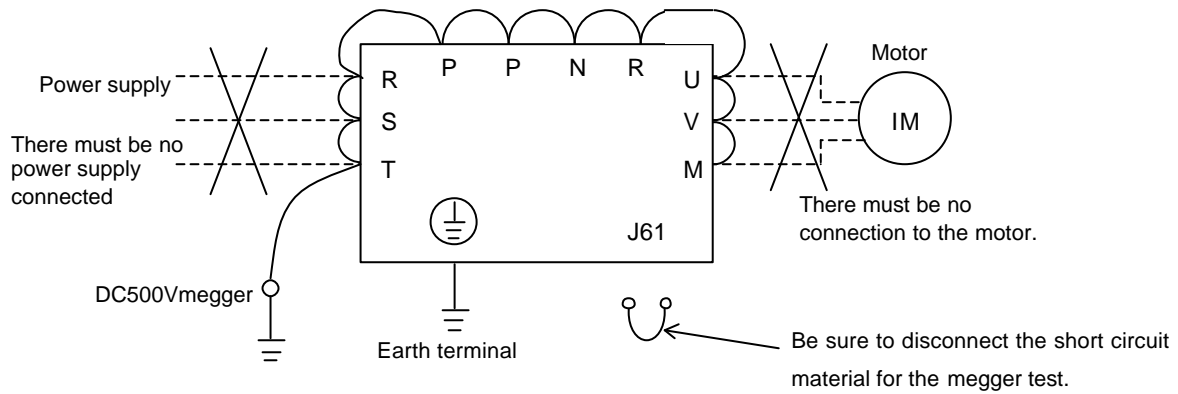 Motor
P P N R
Power supply
R
U
S
V
IM
There must be no
power supply
connected
T
M
There must be no
connection to the motor.
J61
DC500Vmegger
Earth terminal
Be sure to disconnect the short circuit
material for the megger test.